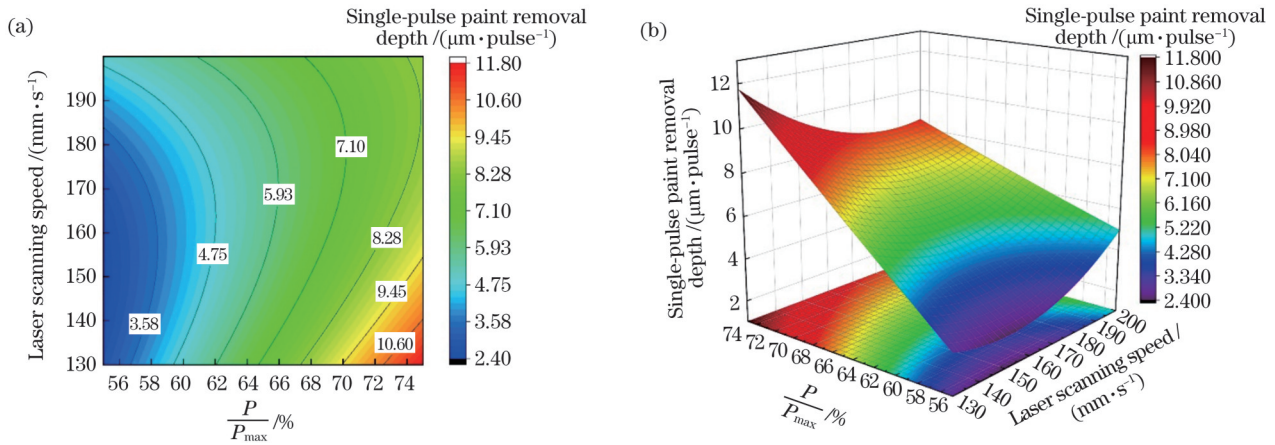 (a)
Single-pulse paint removal
depth /(μm·pulse⁻¹)
Laser scanning speed /(mm·s⁻¹)
190
180
170
160
150
140
130
56 58 60 62 64 66 68 70 72 74
P
Pmax
/%
3.58
4.75
5.93
7.10
8.28
9.45
10.60
11.80
10.60
9.45
8.28
7.10
5.93
4.75
3.58
2.40
(b)
Single-pulse paint removal
depth /(μm·pulse⁻¹)
Single-pulse paint removal
depth /(μm·pulse⁻¹)
12
10
8
6
4
2
74 72 70 68 66 64 62 60 58 56
P
Pmax
/%
130 140 150 160 170 180 190 200
Laser scanning speed /
(mm·s⁻¹)
11.800
10.860
9.920
8.980
8.040
7.100
6.160
5.220
4.280
3.340
2.400